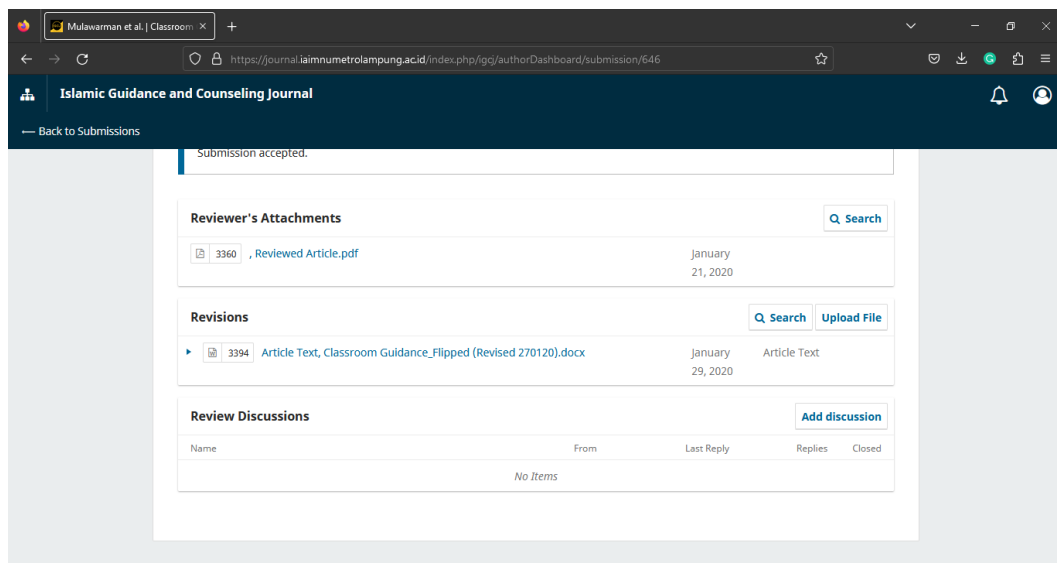 Mulawarman et al. | Classroom
https://journal.iaimnumetrolampung.ac.id/index.php/igcj/authorDashboard/submission/646
Islamic Guidance and Counseling Journal
← Back to Submissions
Submission accepted.
Reviewer's Attachments
Search
3360 , Reviewed Article.pdf January
21, 2020
Revisions
Search Upload File
3394 Article Text, Classroom Guidance_Flipped (Revised 270120).docx January Article Text
29, 2020
Review Discussions
Add discussion
Name From Last Reply Replies Closed
No Items